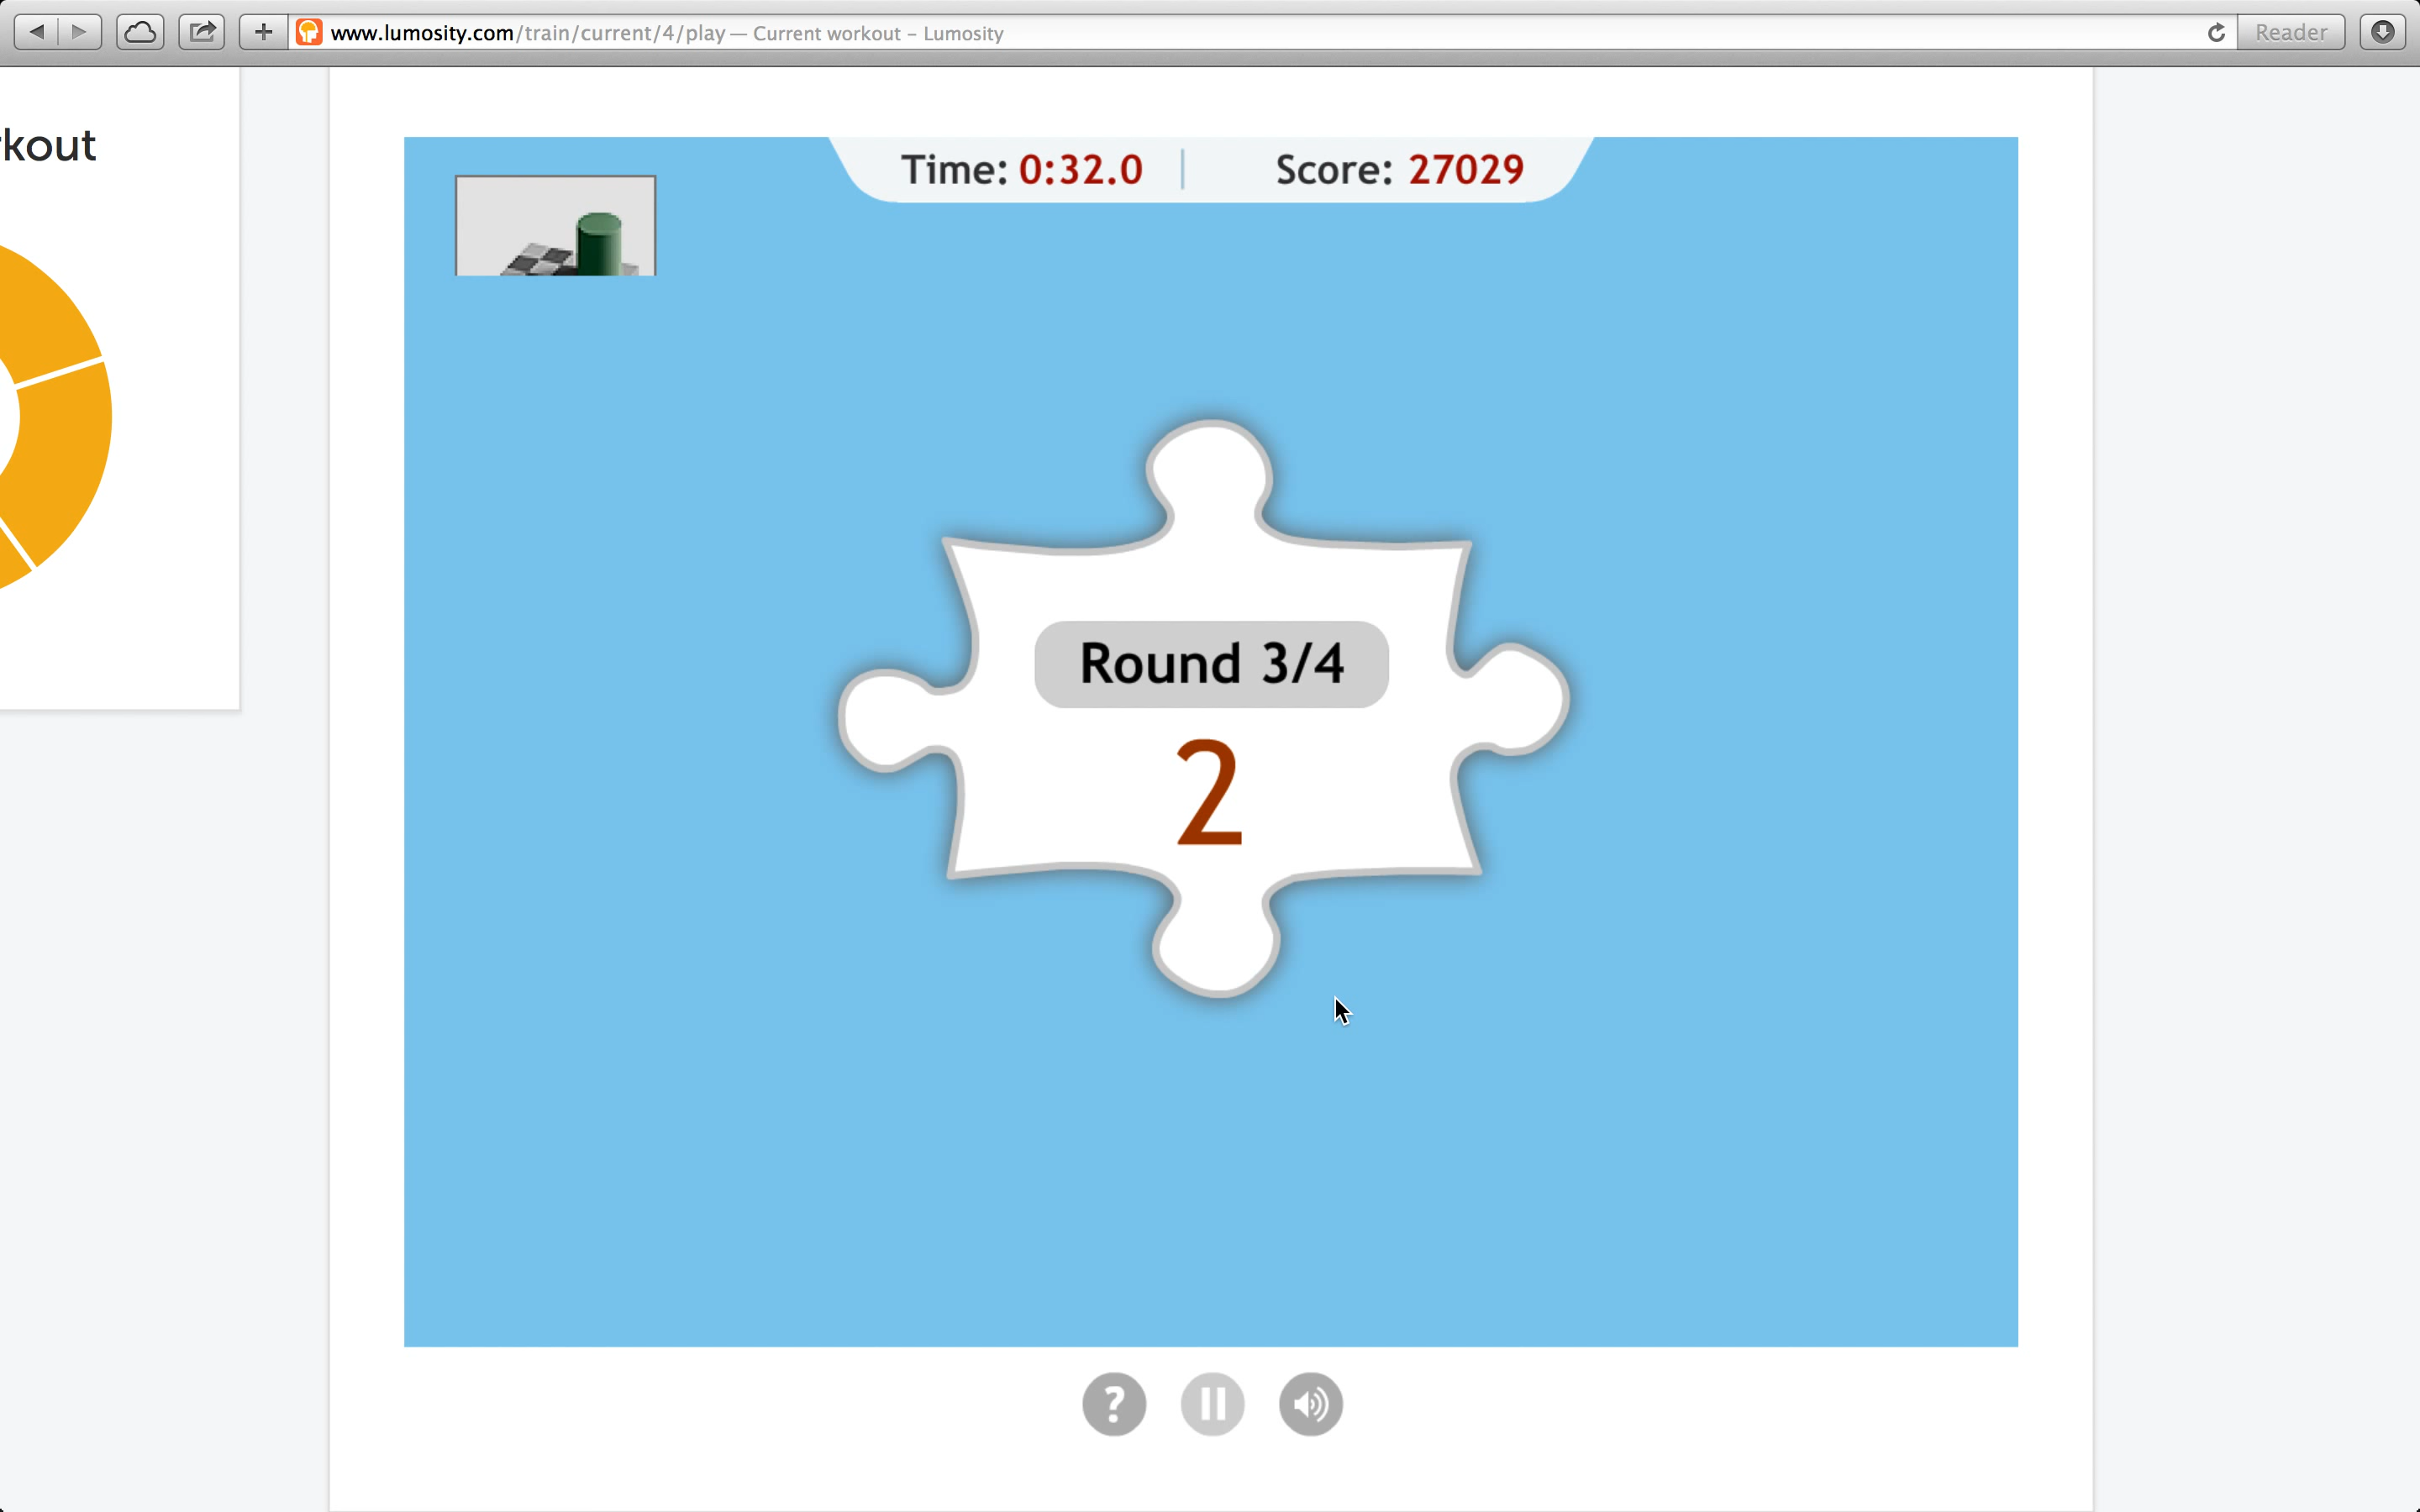 www.lumosity.com/train/current/4/play — Current workout – Lumosity
Reader
rkout
Time: 0:32.0
Score: 27029
Round 3/4
2
?